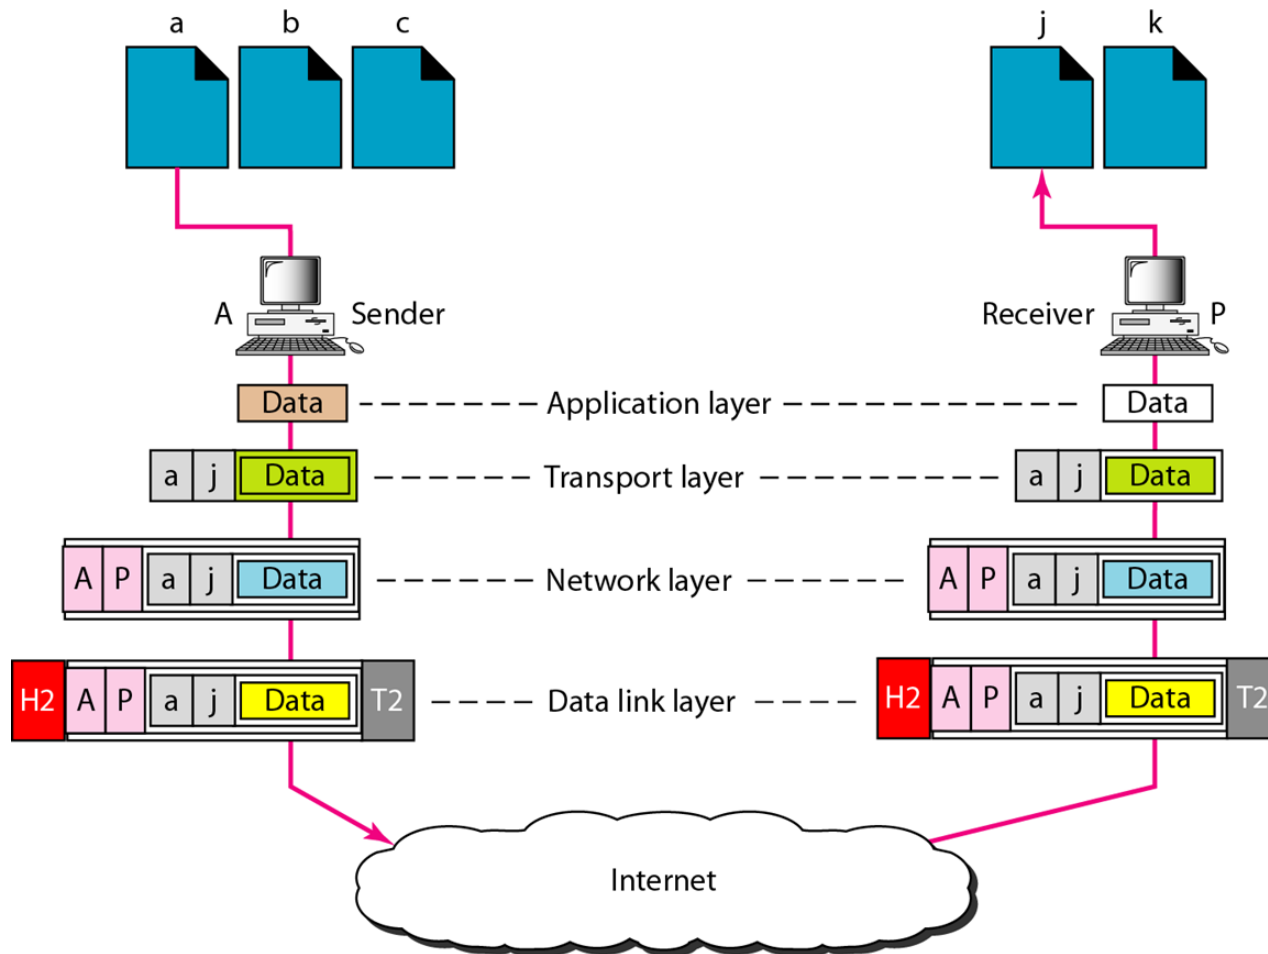 a b c j k
A Sender Receiver P
Data Application layer Data
a j Data Transport layer a j Data
A P a j Data Network layer A P a j Data
H2 A P a j Data T2 Data link layer H2 A P a j Data T2
Internet